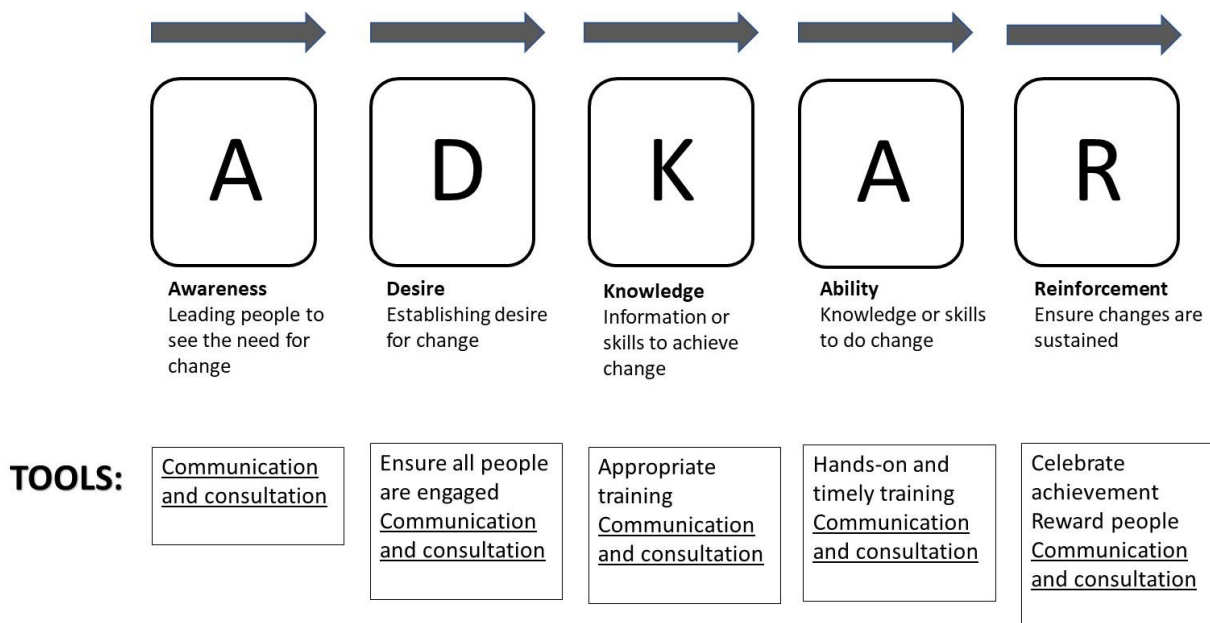 A
D
K
A
R
Awareness
Leading people to
see the need for
change
Desire
Establishing desire
for change
Knowledge
Information or
skills to achieve
change
Ability
Knowledge or skills
to do change
Reinforcement
Ensure changes are
sustained
TOOLS:
Communication
and consultation
Ensure all people
are engaged
Communication
and consultation
Appropriate
training
Communication
and consultation
Hands-on and
timely training
Communication
and consultation
Celebrate
achievement
Reward people
Communication
and consultation